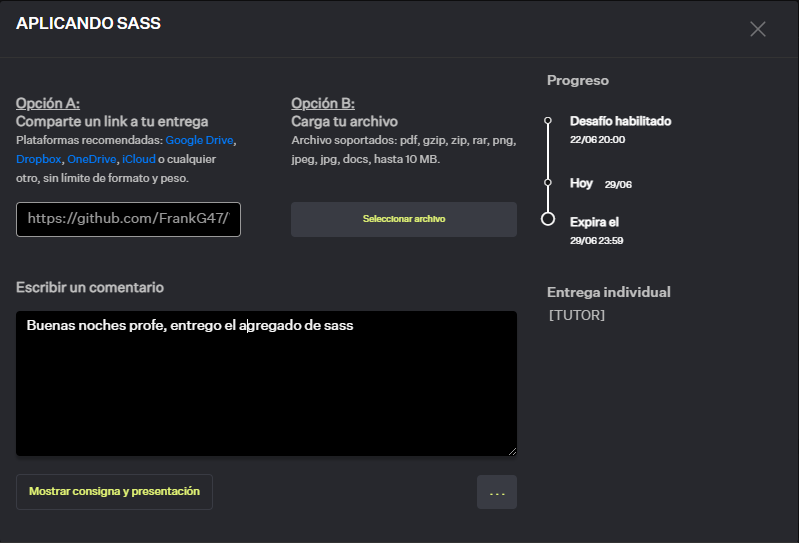 APLICANDO SASS
Opción A:
Comparte un link a tu entrega
Plataformas recomendadas: Google Drive,
Dropbox, OneDrive, iCloud o cualquier
otro, sin límite de formato y peso.
https://github.com/FrankG47/
Opción B:
Carga tu archivo
Archivo soportados: pdf, gzip, zip, rar, png,
jpeg, jpg, docs, hasta 10 MB.
Seleccionar archivo
Escribir un comentario
Buenas noches profe, entrego el agregado de sass
Mostrar consigna y presentación
...
Progreso
Desafío habilitado
22/06 20:00
Hoy 29/06
Expira el
29/06 23:59
Entrega individual
[TUTOR]